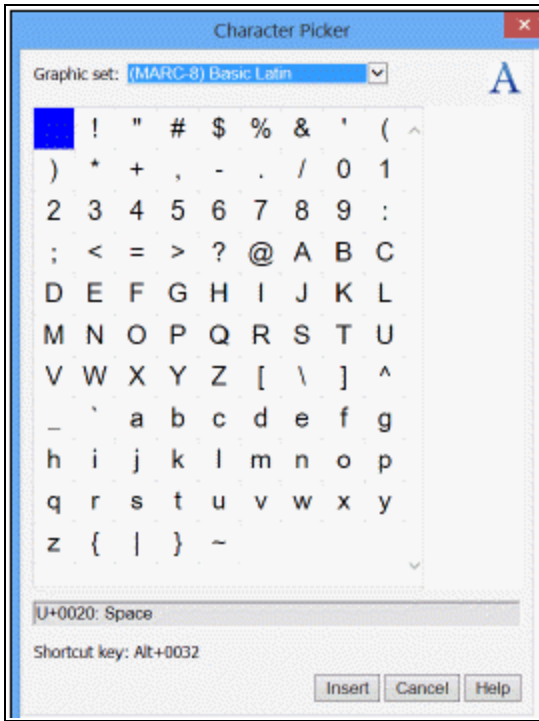 Character Picker
Graphic set: (MARC-8) Basic Latin
A
! " # $ % & ' (
) * + , - . / 0 1
2 3 4 5 6 7 8 9 :
; < = > ? @ A B C
D E F G H I J K L
M N O P Q R S T U
V W X Y Z [ \ ] ^
_ ` a b c d e f g
h i j k l m n o p
q r s t u v w x y
z { | } ~
U+0020: Space
Shortcut key: Alt+0032
Insert Cancel Help